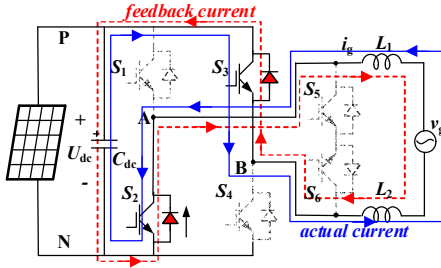 feedback current
P
S1
S3
ig
L1
S5
+
Udc
-
Cdc
A
vg
B
S2
S4
S6
L2
N
actual current